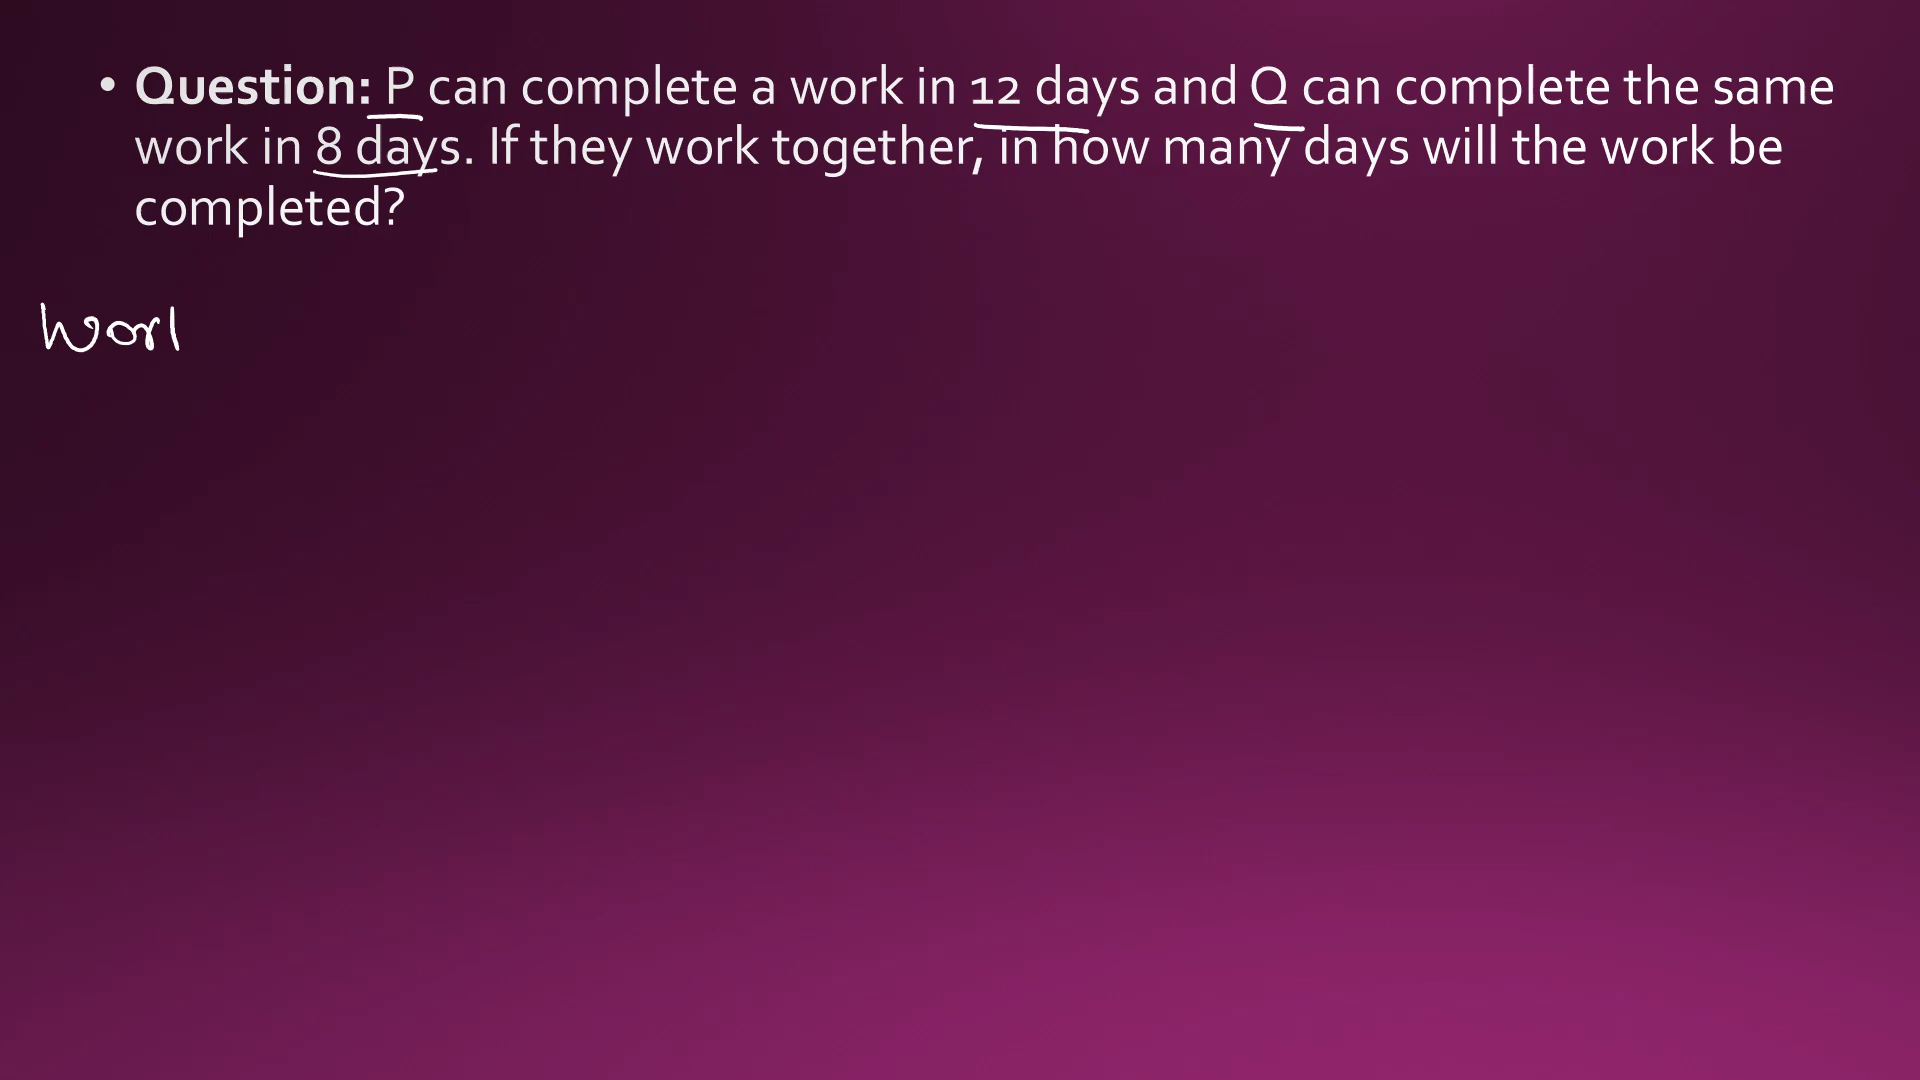 • Question: P can complete a work in 12 days and Q can complete the same
work in 8 days. If they work together, in how many days will the work be
completed?
Worl